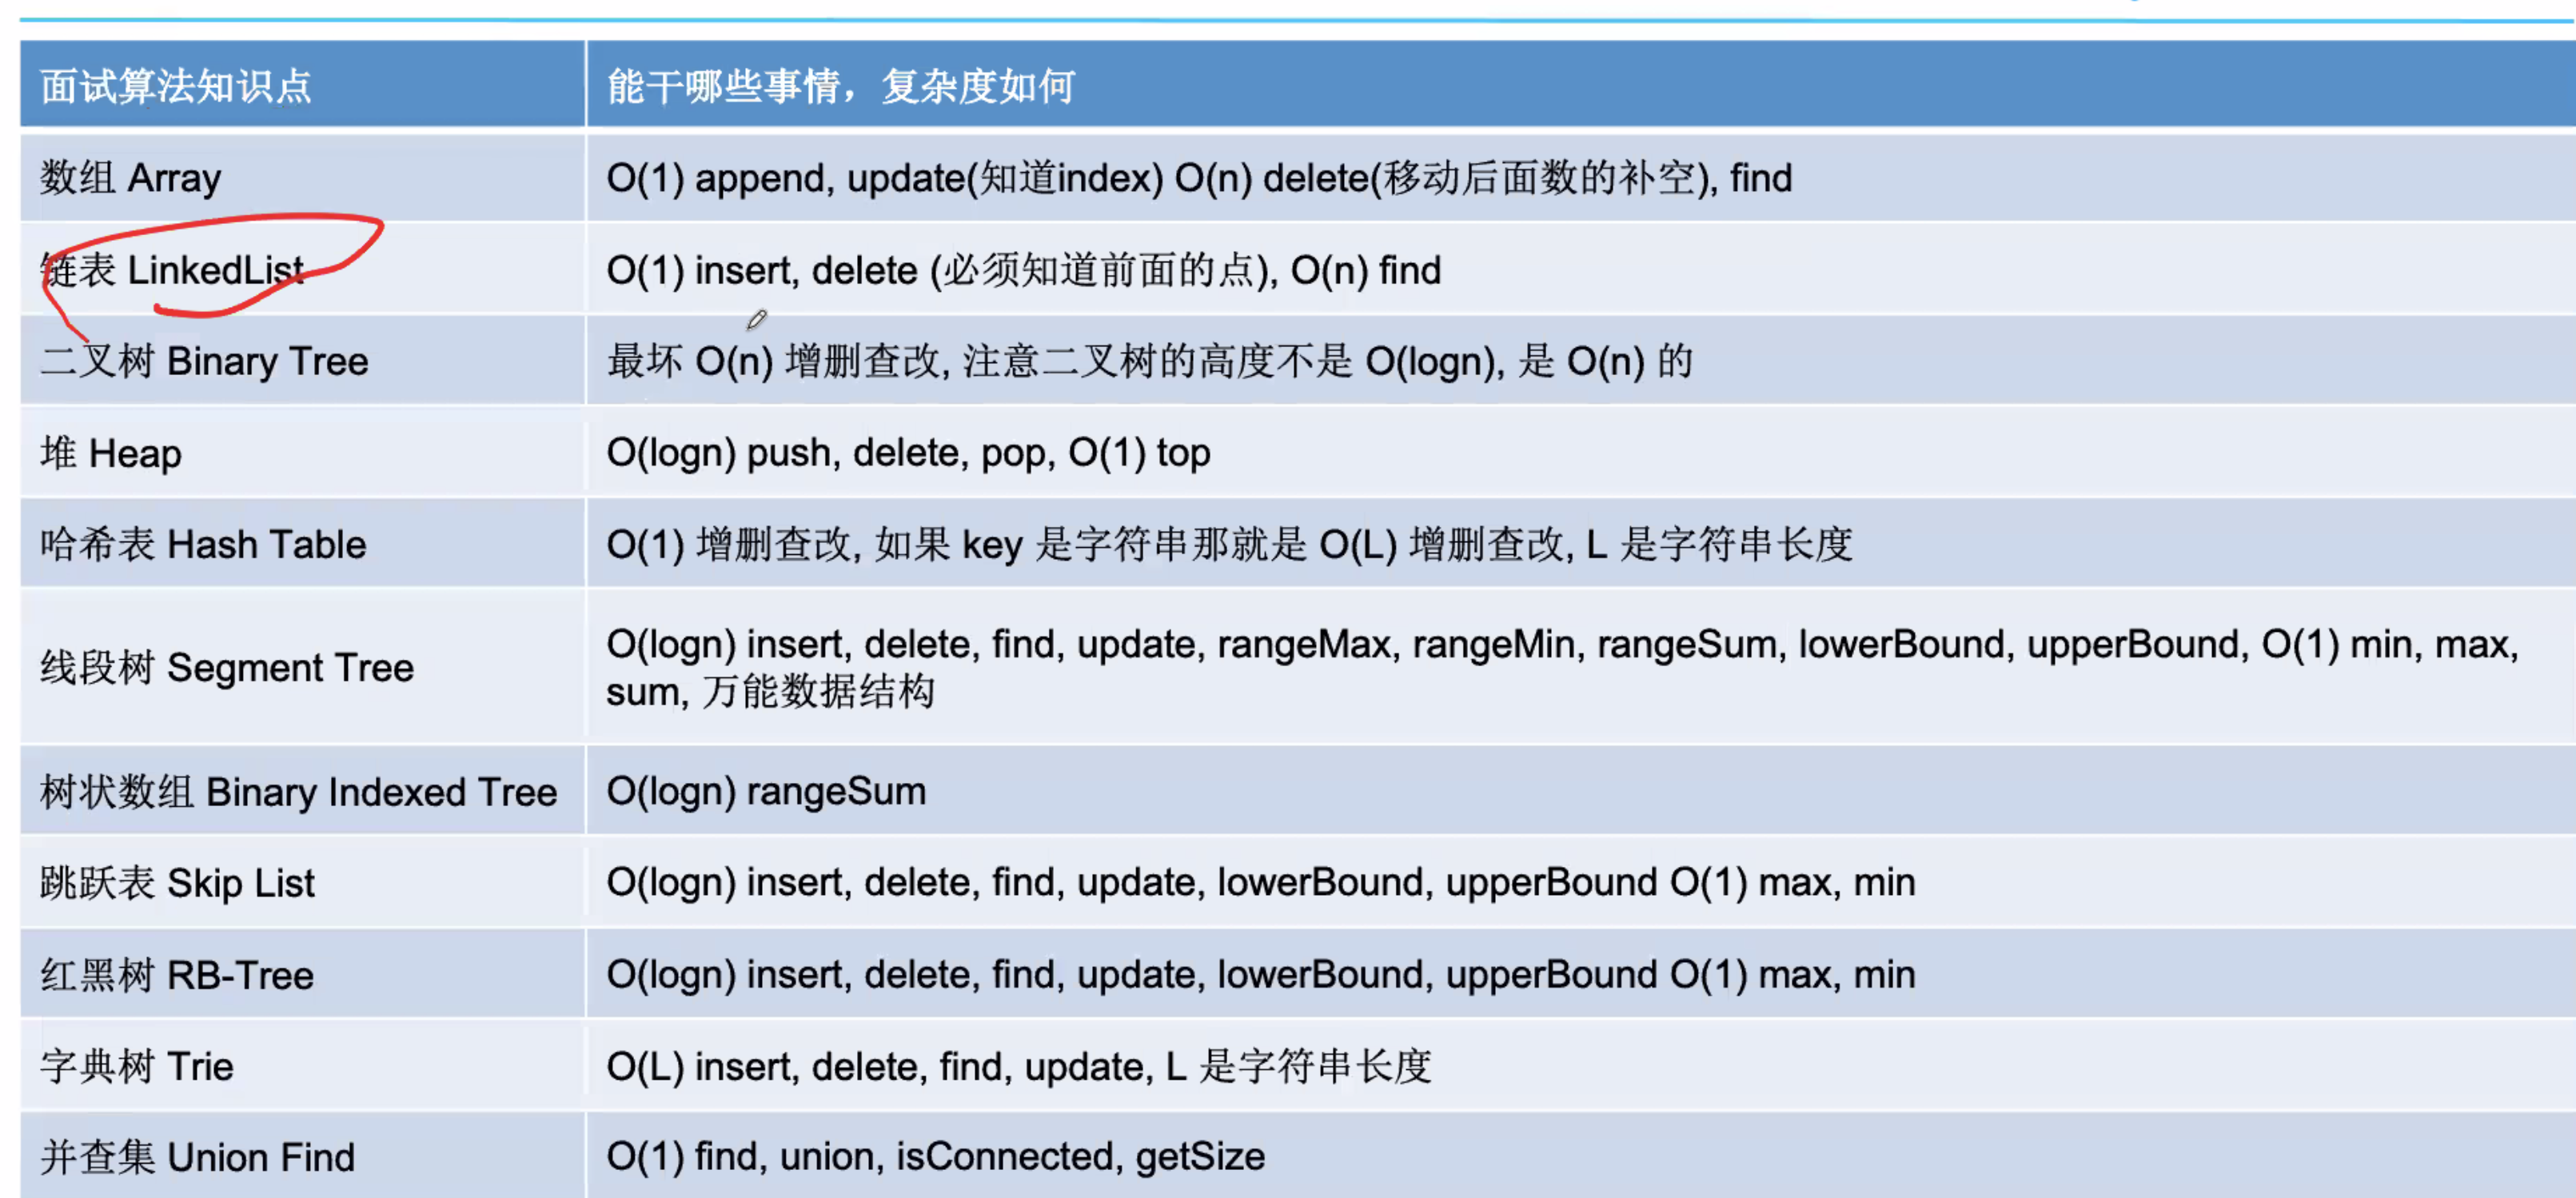 面试算法知识点
能干哪些事情，复杂度如何
数组 Array
O(1) append, update(知道index) O(n) delete(移动后面数的补空), find
链表 LinkedList
O(1) insert, delete (必须知道前面的点), O(n) find
二叉树 Binary Tree
最坏 O(n) 增删查改, 注意二叉树的高度不是 O(logn), 是 O(n) 的
堆 Heap
O(logn) push, delete, pop, O(1) top
哈希表 Hash Table
O(1) 增删查改, 如果 key 是字符串那就是 O(L) 增删查改, L 是字符串长度
线段树 Segment Tree
O(logn) insert, delete, find, update, rangeMax, rangeMin, rangeSum, lowerBound, upperBound, O(1) min, max,
sum, 万能数据结构
树状数组 Binary Indexed Tree
O(logn) rangeSum
跳跃表 Skip List
O(logn) insert, delete, find, update, lowerBound, upperBound O(1) max, min
红黑树 RB-Tree
O(logn) insert, delete, find, update, lowerBound, upperBound O(1) max, min
字典树 Trie
O(L) insert, delete, find, update, L 是字符串长度
并查集 Union Find
O(1) find, union, isConnected, getSize